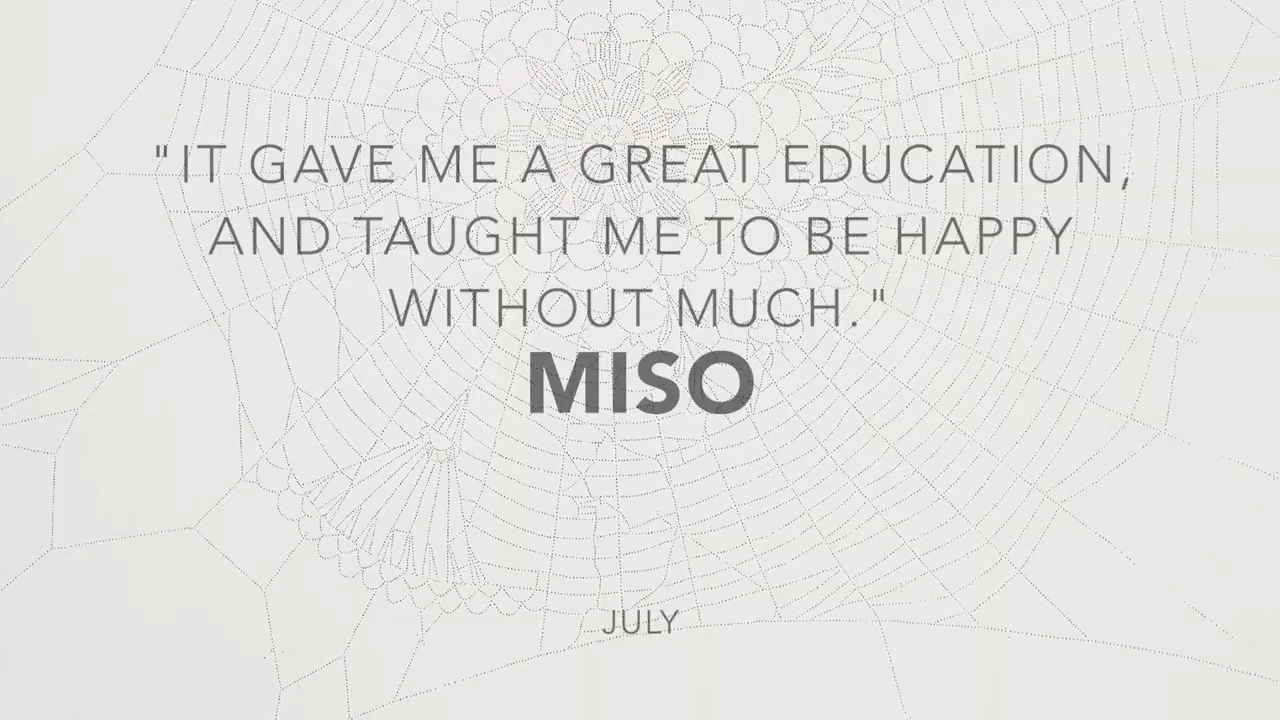 "IT GAVE ME A GREAT EDUCATION,
AND TAUGHT ME TO BE HAPPY
WITHOUT MUCH."
MISO
JULY